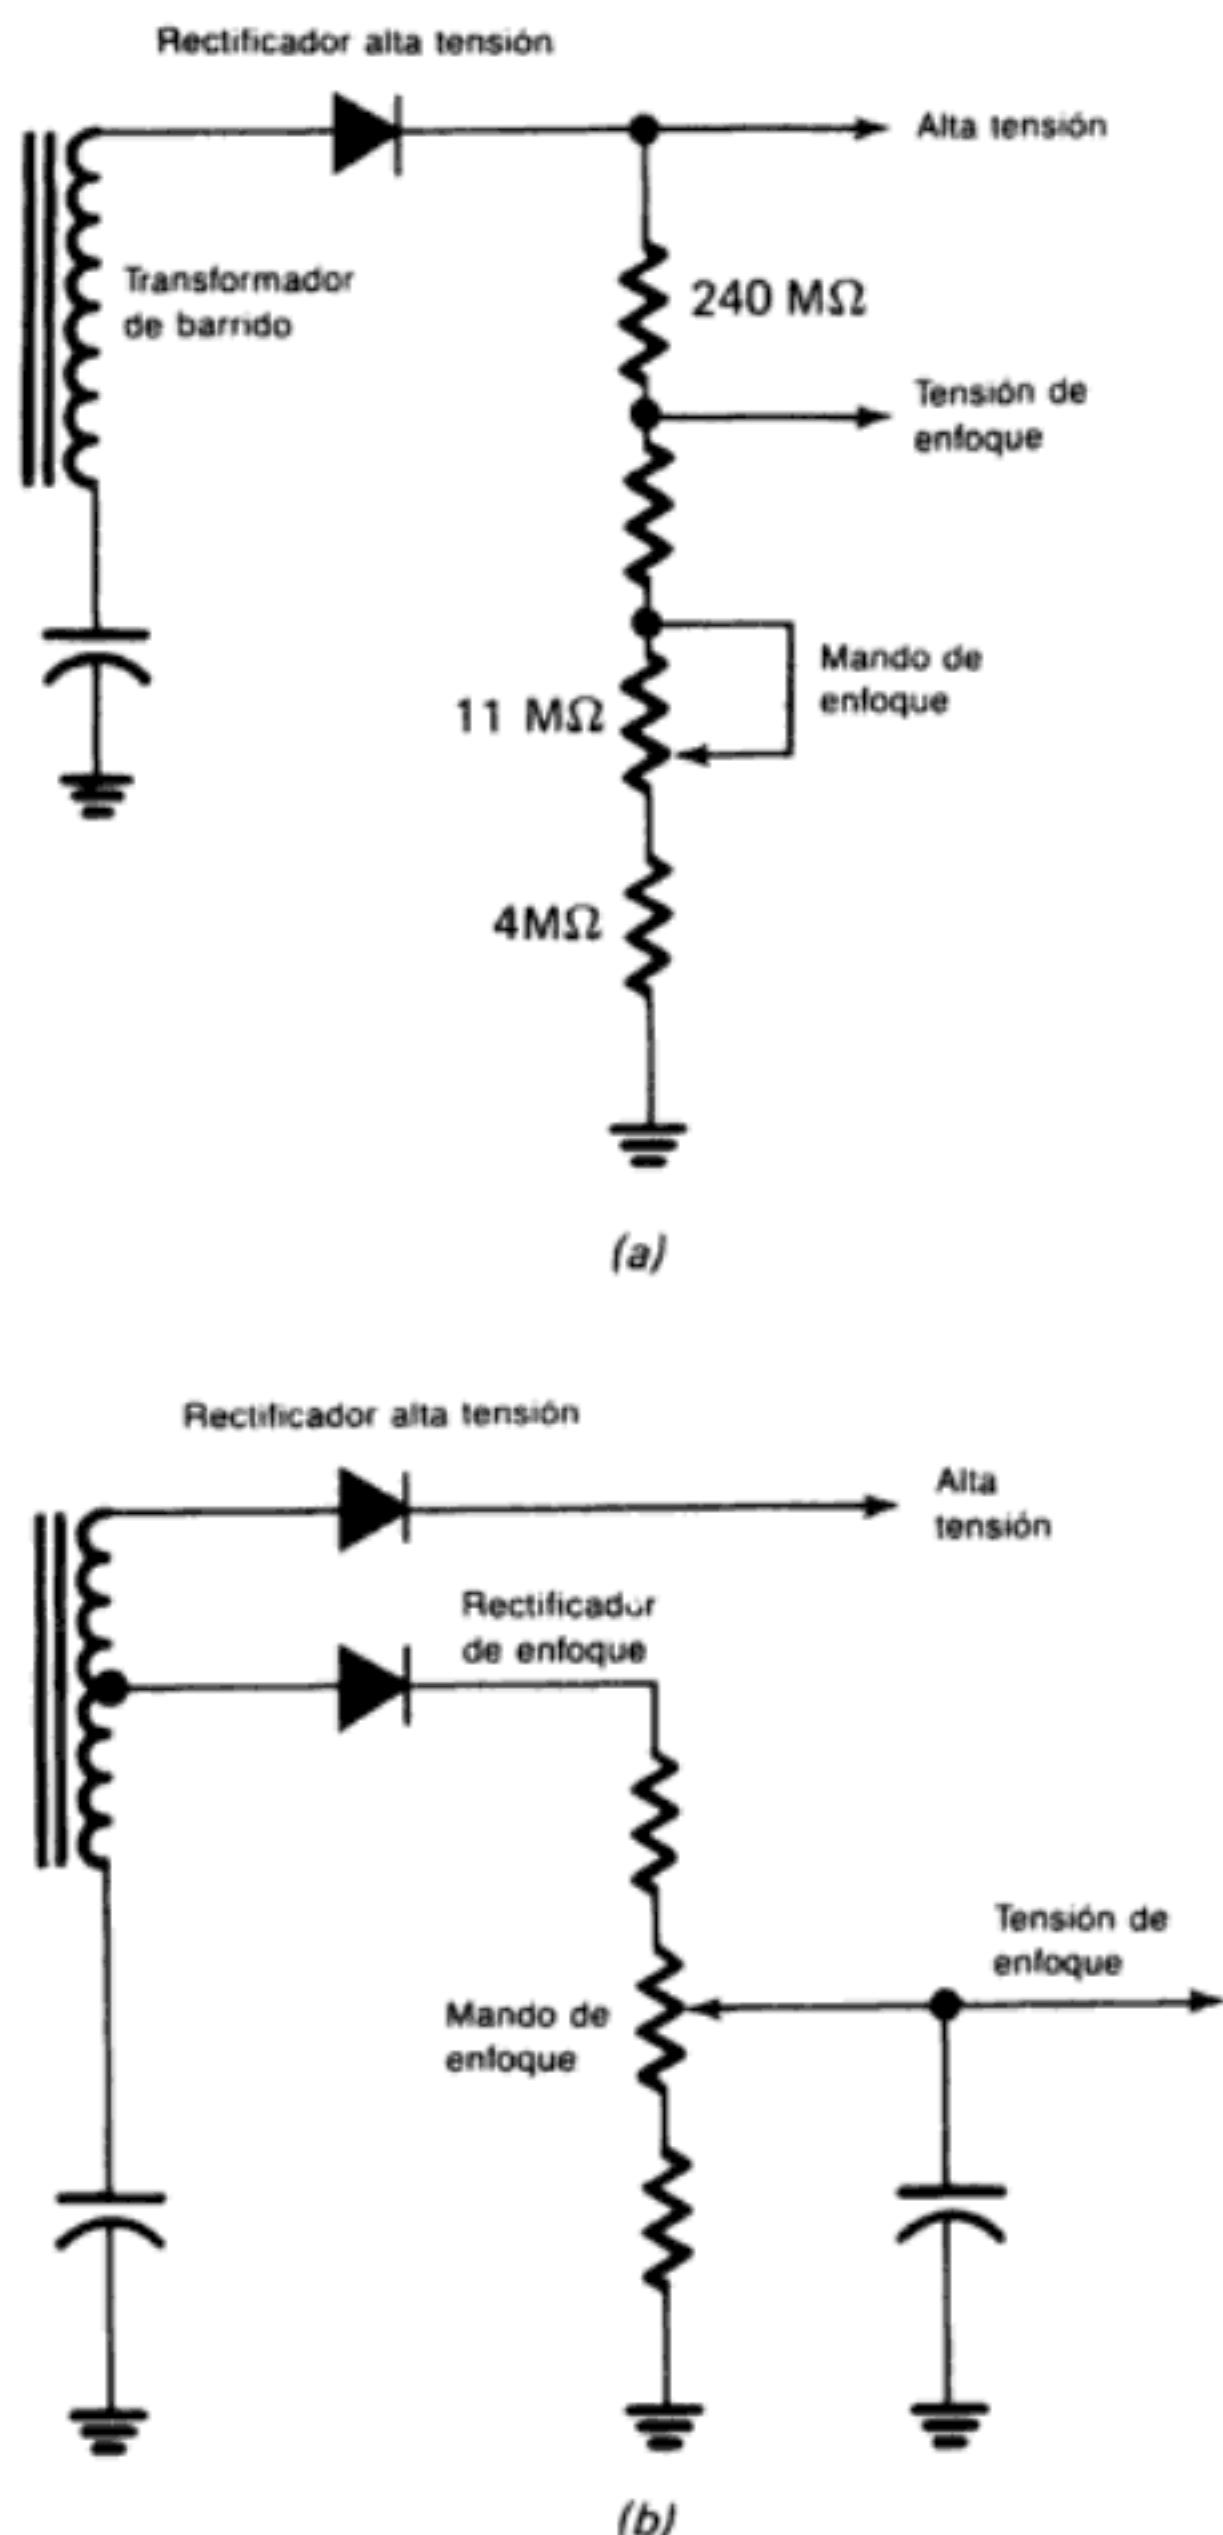 Rectificador alta tensión
Alta tensión
Transformador
de barrido
240 MΩ
Tensión de
enfoque
Mando de
enfoque
11 MΩ
4MΩ
(a)
Rectificador alta tensión
Alta
tensión
Rectificador
de enfoque
Tensión de
enfoque
Mando de
enfoque
(b)